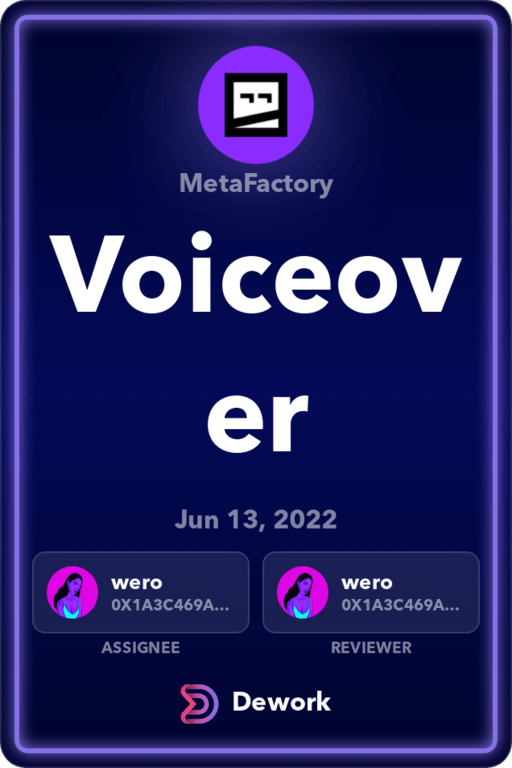 MetaFactory
Voiceov
er
Jun 13, 2022
wero
0X1A3C469A...
ASSIGNEE
wero
0X1A3C469A...
REVIEWER
Dework